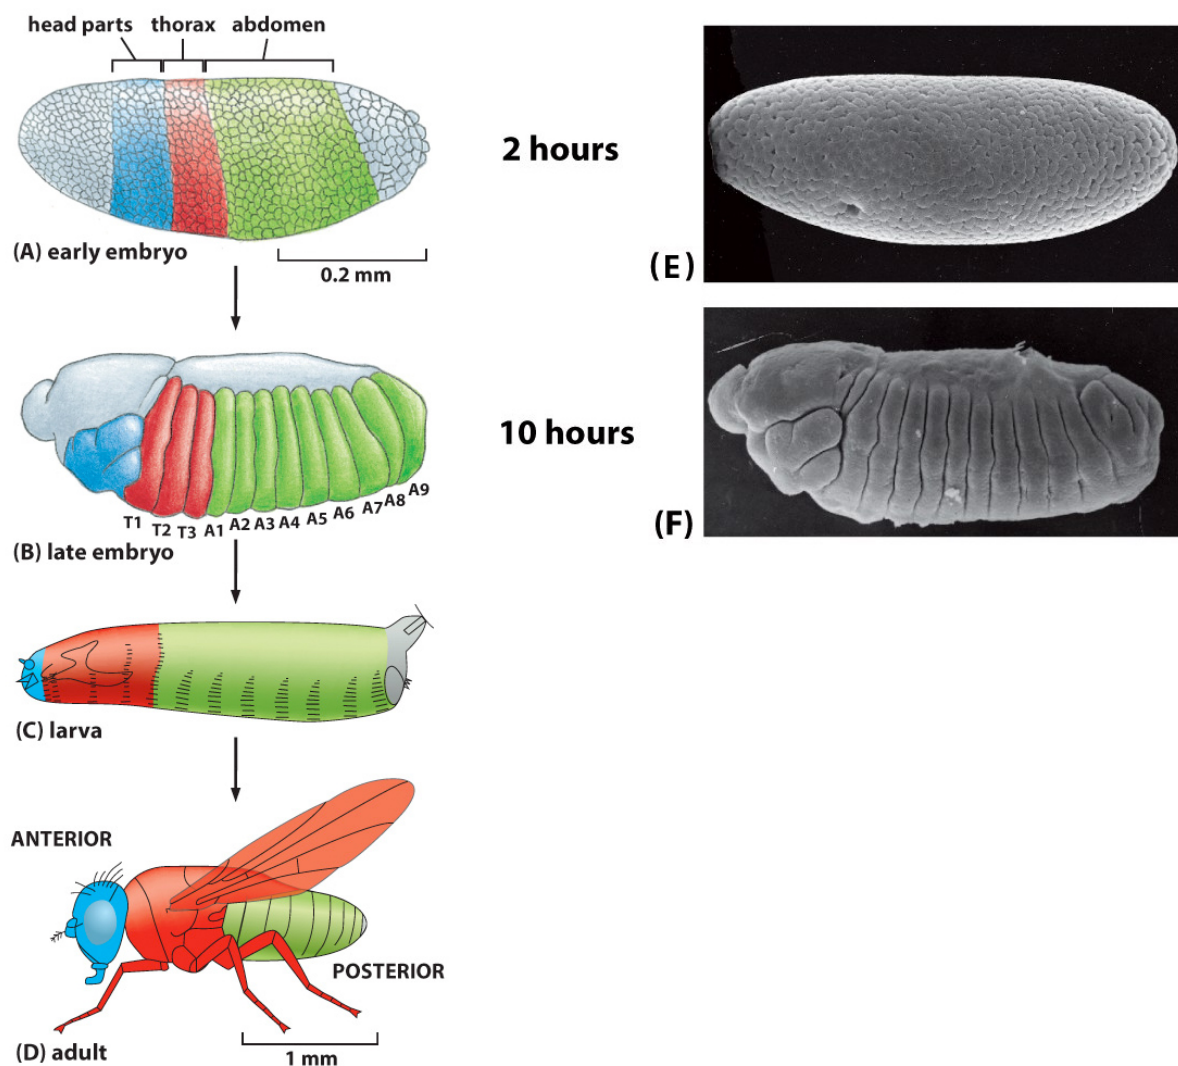 head parts thorax abdomen
(A) early embryo
0.2 mm
2 hours
(E)
T1 T2 T3 A1 A2 A3 A4 A5 A6 A7 A8 A9
(B) late embryo
10 hours
(F)
(C) larva
ANTERIOR
POSTERIOR
(D) adult
1 mm